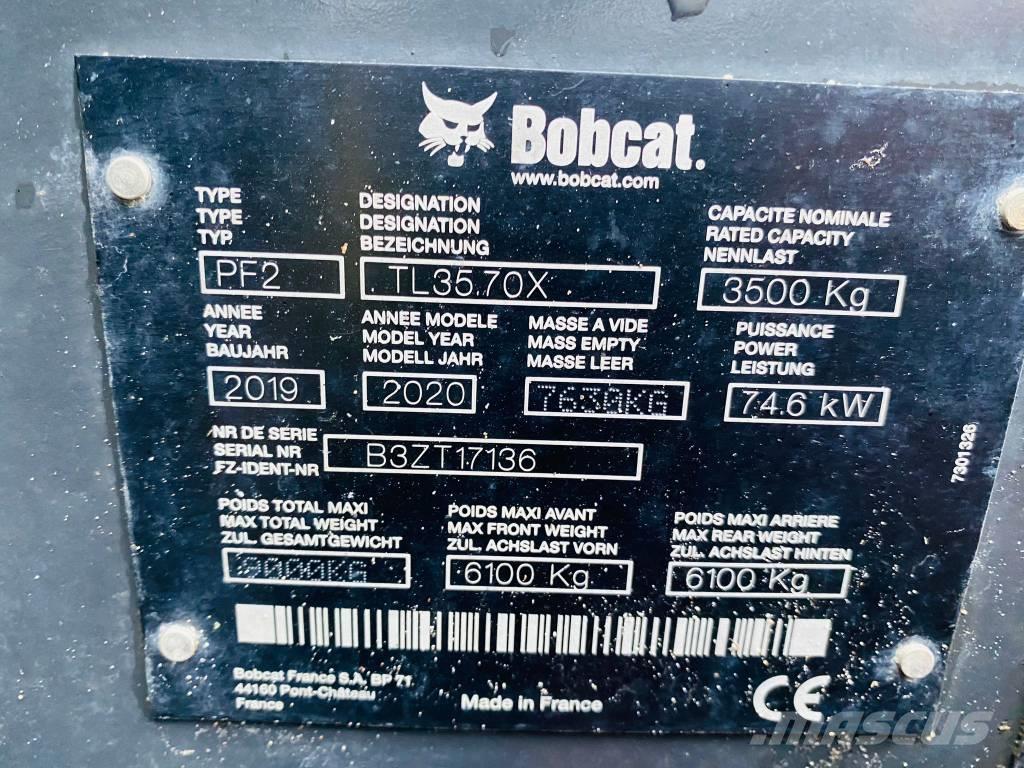 Bobcat.
www.bobcat.com
TYPE
TYPE
TYP.
PF2
DESIGNATION
DESIGNATION
BEZEICHNUNG
TL35.70X
CAPACITE NOMINALE
RATED CAPACITY
NENNLAST
3500 Kg
ANNEE
YEAR
BAUJAHR
2019
ANNEE MODELE
MODEL YEAR
MODELL JAHR
2020
MASSE A VIDE
MASS EMPTY
MASSE LEER
7630KG
PUISSANCE
POWER
LEISTUNG
74.6 kW
NR DE SERIE
SERIAL NR
FZ-IDENT-NR
B3ZT17136
7301326
POIDS TOTAL MAXI
MAX TOTAL WEIGHT
ZUL. GESAMTGEWICHT
9000KG
POIDS MAXI AVANT
MAX FRONT WEIGHT
ZUL. ACHSLAST VORN
6100 Kg
POIDS MAXI ARRIERE
MAX REAR WEIGHT
ZUL. ACHSLAST HINTEN
6100 Kg
Bobcat France S.A. BP 71
44160 Pont-Château
France
Made in France
CE
mascus